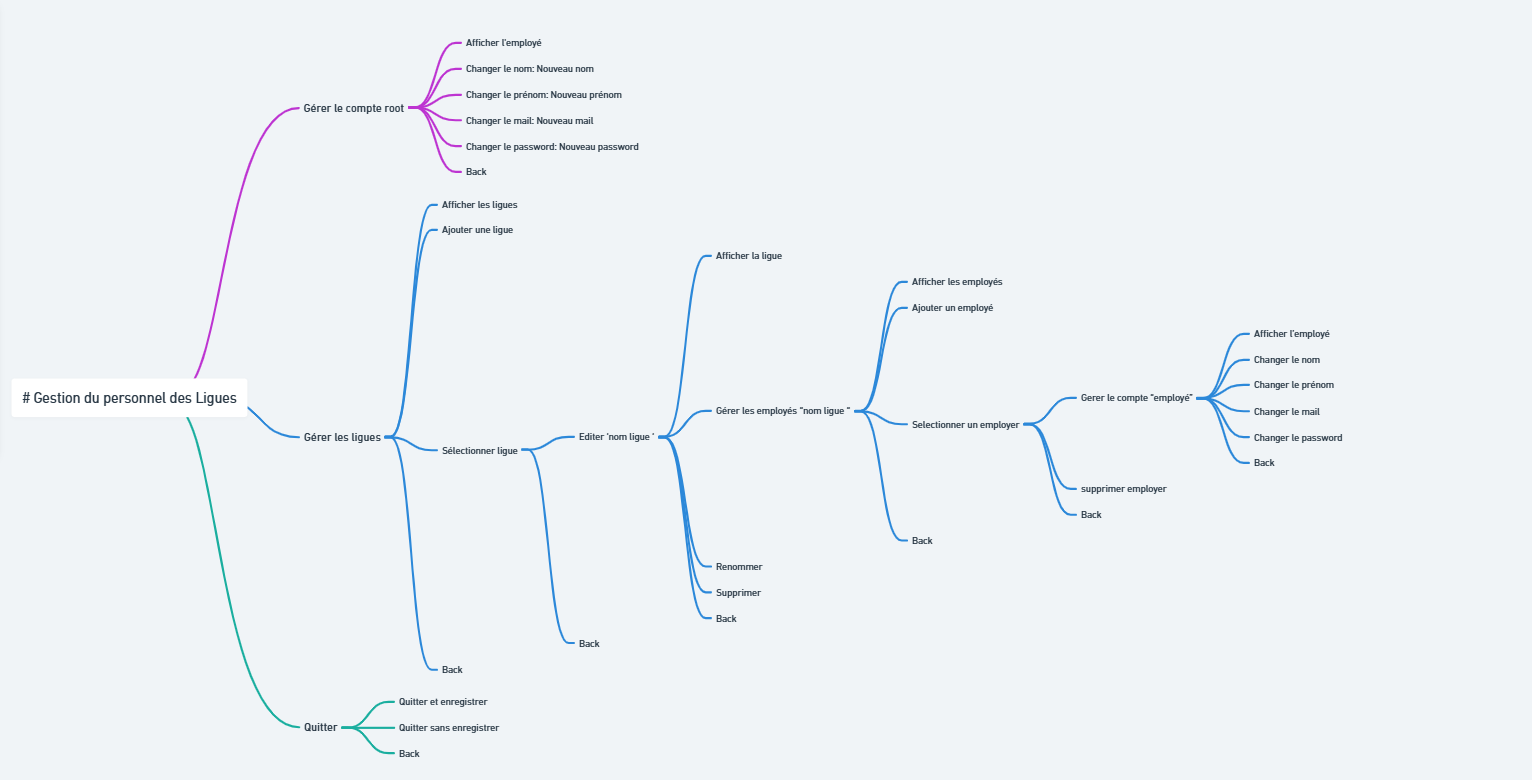 # Gestion du personnel des Ligues
Gérer le compte root
Afficher l'employé
Changer le nom: Nouveau nom
Changer le prénom: Nouveau prénom
Changer le mail: Nouveau mail
Changer le password: Nouveau password
Back
Gérer les ligues
Afficher les ligues
Ajouter une ligue
Sélectionner ligue
Editer 'nom ligue '
Afficher la ligue
Gérer les employés "nom ligue "
Afficher les employés
Ajouter un employé
Selectionner un employer
Gerer le compte "employé"
Afficher l'employé
Changer le nom
Changer le prénom
Changer le mail
Changer le password
Back
supprimer employer
Back
Back
Renommer
Supprimer
Back
Back
Back
Quitter
Quitter et enregistrer
Quitter sans enregistrer
Back